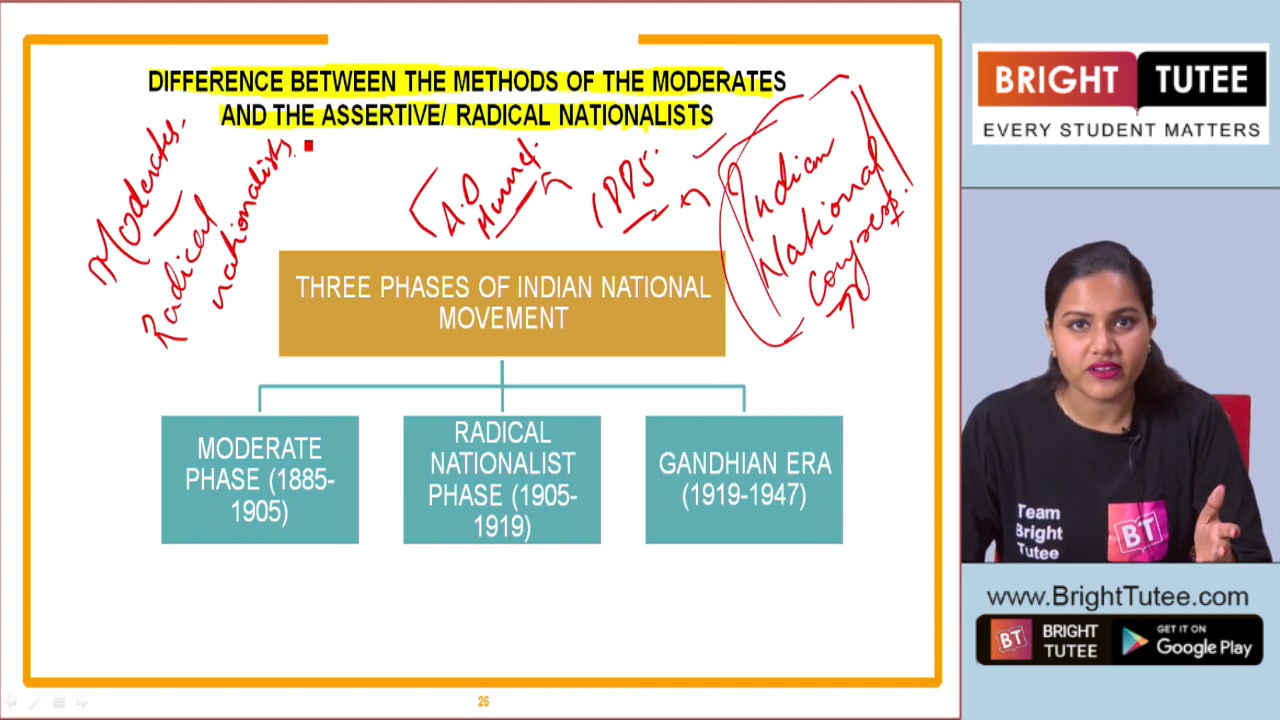 DIFFERENCE BETWEEN THE METHODS OF THE MODERATES
AND THE ASSERTIVE/ RADICAL NATIONALISTS
Moderates.
Radical
nationalists.
A.O
1885.
Indian
National
Congress.
THREE PHASES OF INDIAN NATIONAL
MOVEMENT
MODERATE
PHASE (1885-
1905)
RADICAL
NATIONALIST
PHASE (1905-
1919)
GANDHIAN ERA
(1919-1947)
26
BRIGHT TUTEE
EVERY STUDENT MATTERS
Team
Bright
Tutee
BT
www.BrightTutee.com
BT
BRIGHT
TUTEE
GET IT ON
Google Play